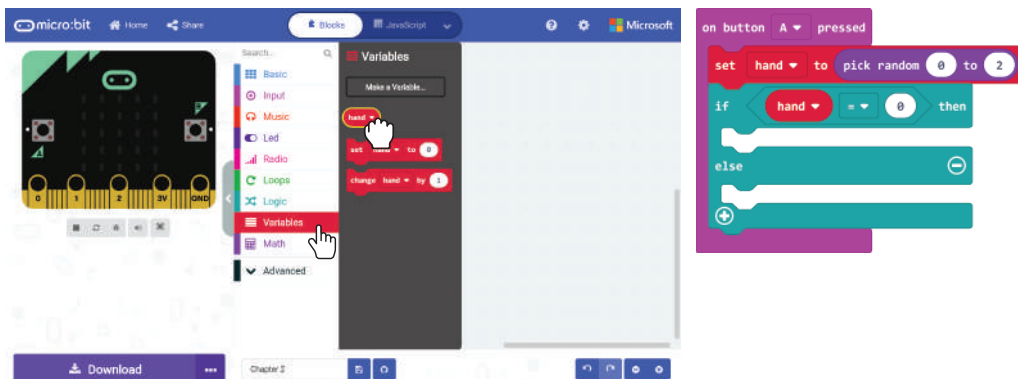 micro:bit Home Share Blocks JavaScript Microsoft
Search...
Basic
Input
Music
Led
Radio
Loops
Logic
Variables
Math
Advanced
Variables
Make a Variable...
hand
set hand to 0
change hand by 1
0 1 2 3V GND
Download
on button A pressed
set hand to pick random 0 to 2
if hand = 0 then
else